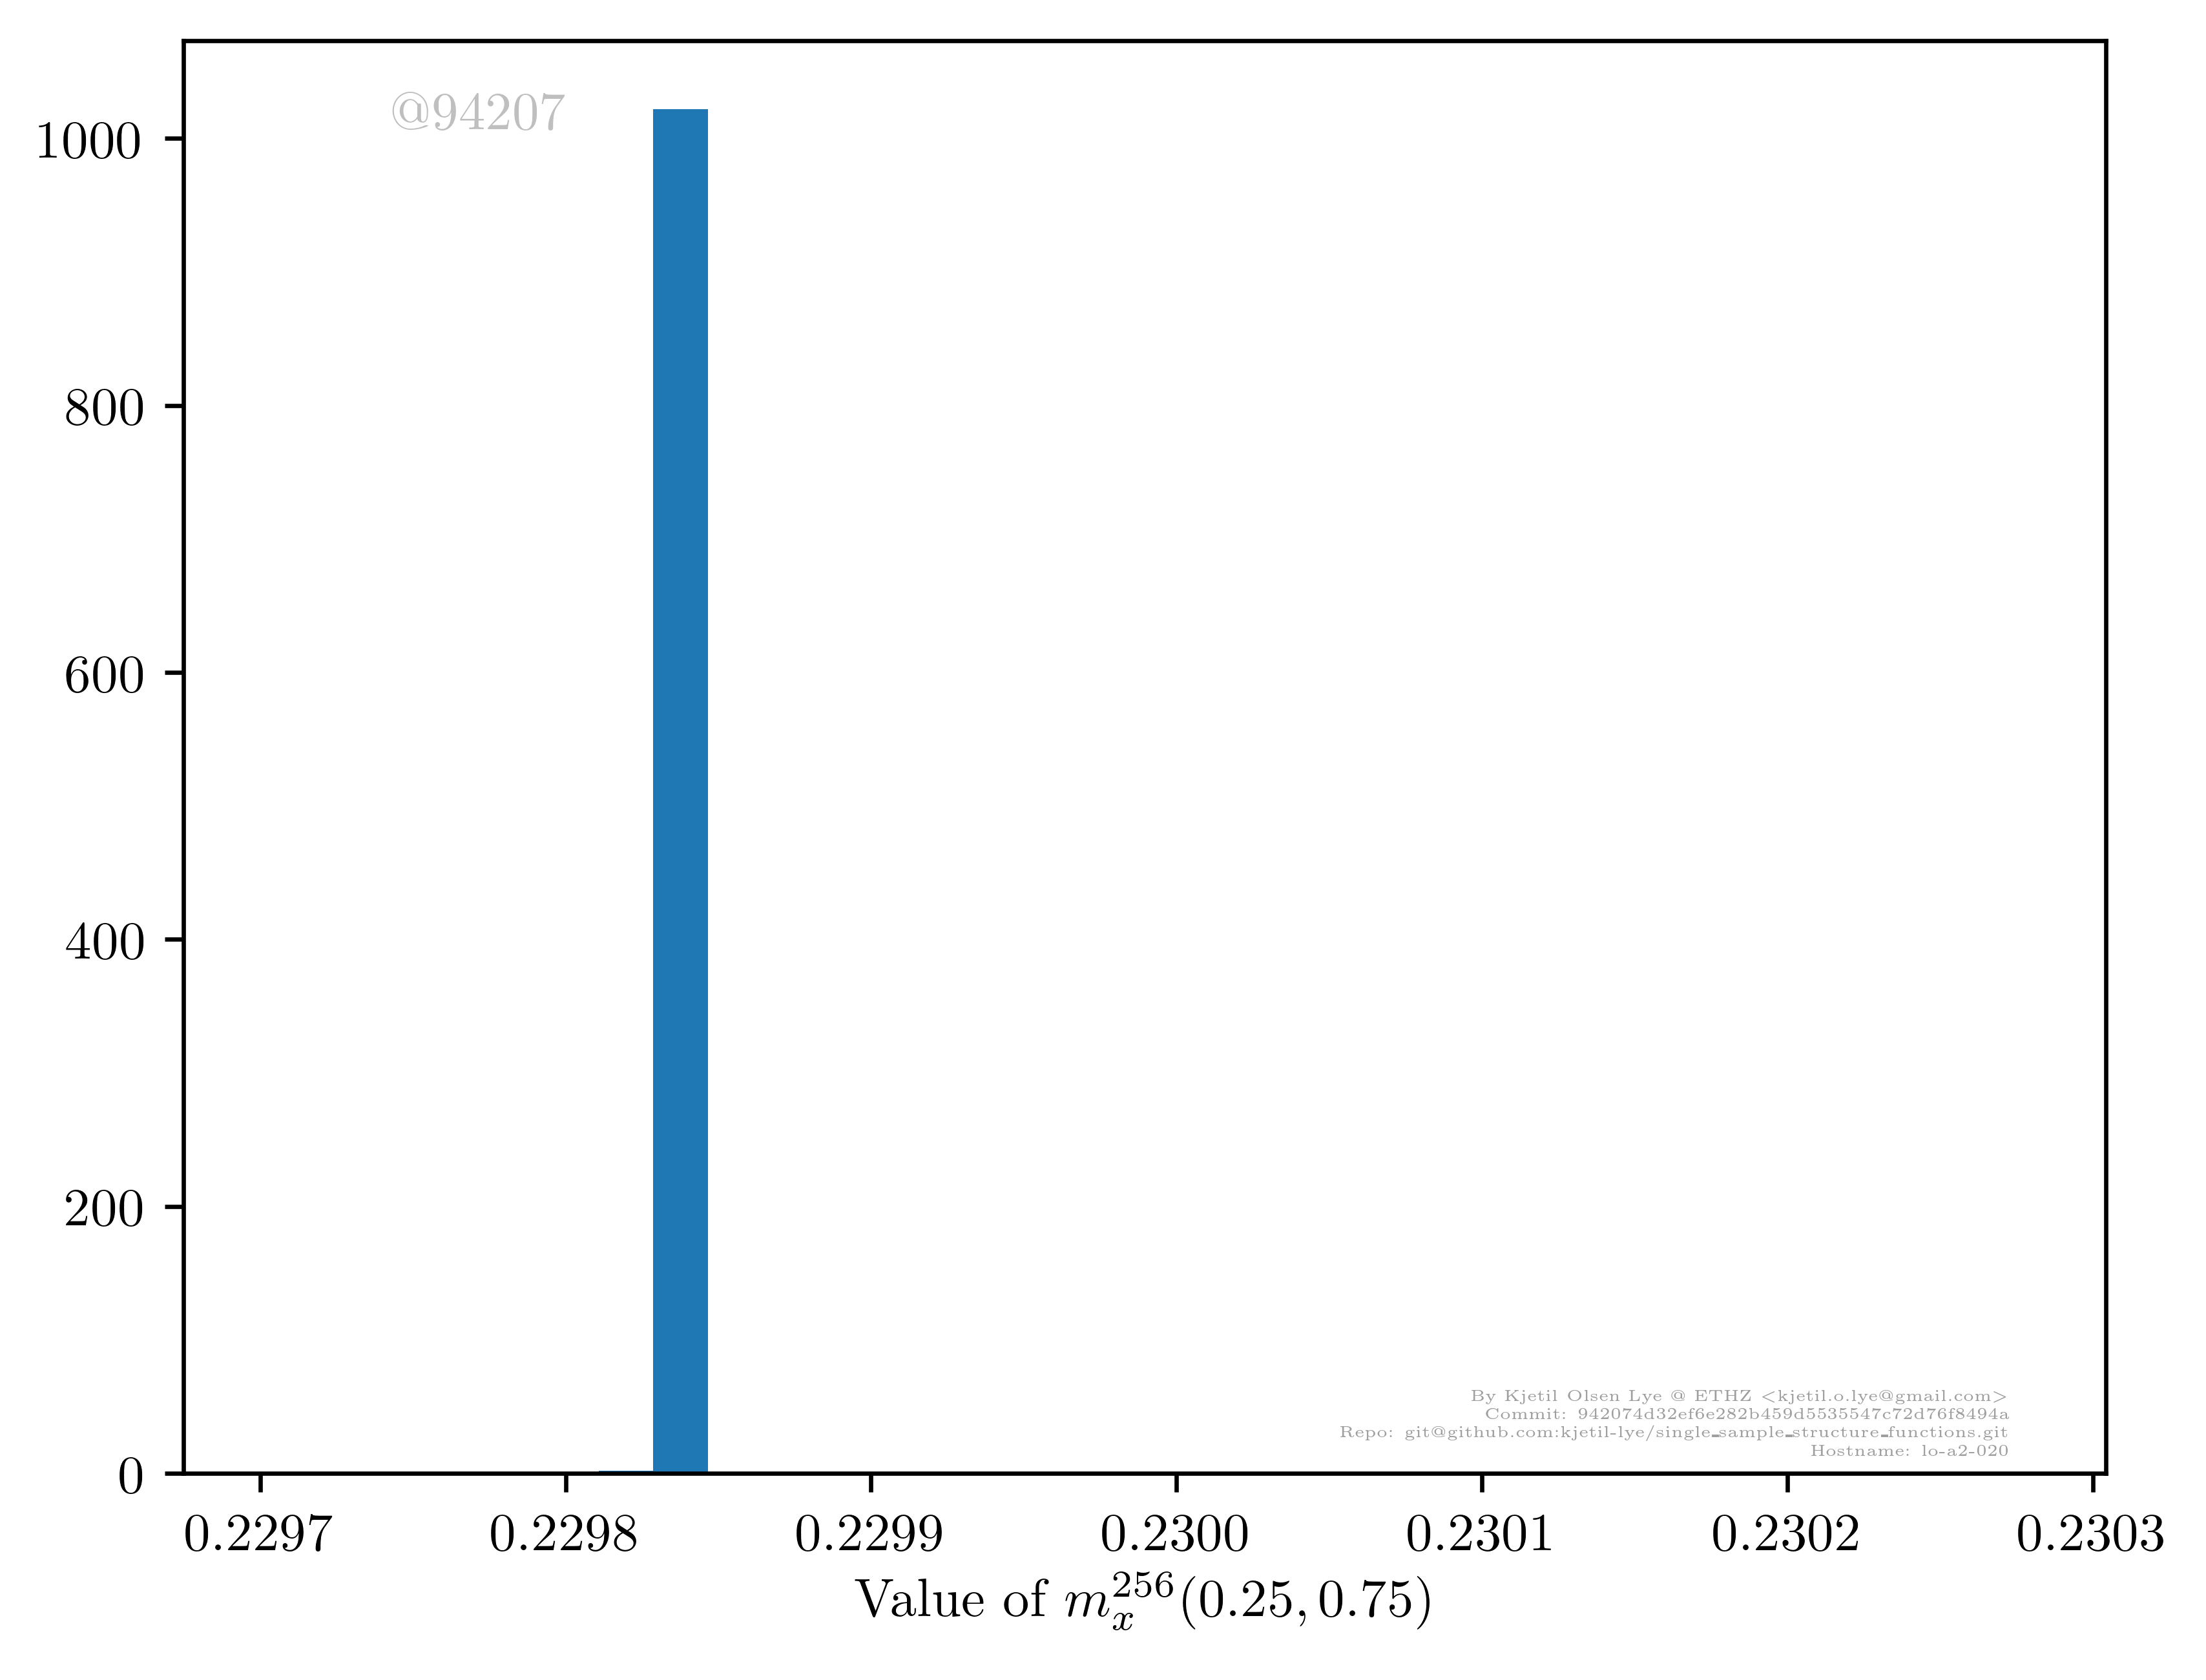 @94207
1000
800
600
400
200
0
By Kjetil Olsen Lye @ ETHZ <kjetil.o.lye@gmail.com>
Commit: 942074d32ef6e282b459d5535547c72d76f8494a
Repo: git@github.com:kjetil-lye/single_sample_structure_functions.git
Hostname: lo-a2-020
0.2297 0.2298 0.2299 0.2300 0.2301 0.2302 0.2303
Value of $m_x^{256}(0.25, 0.75)$